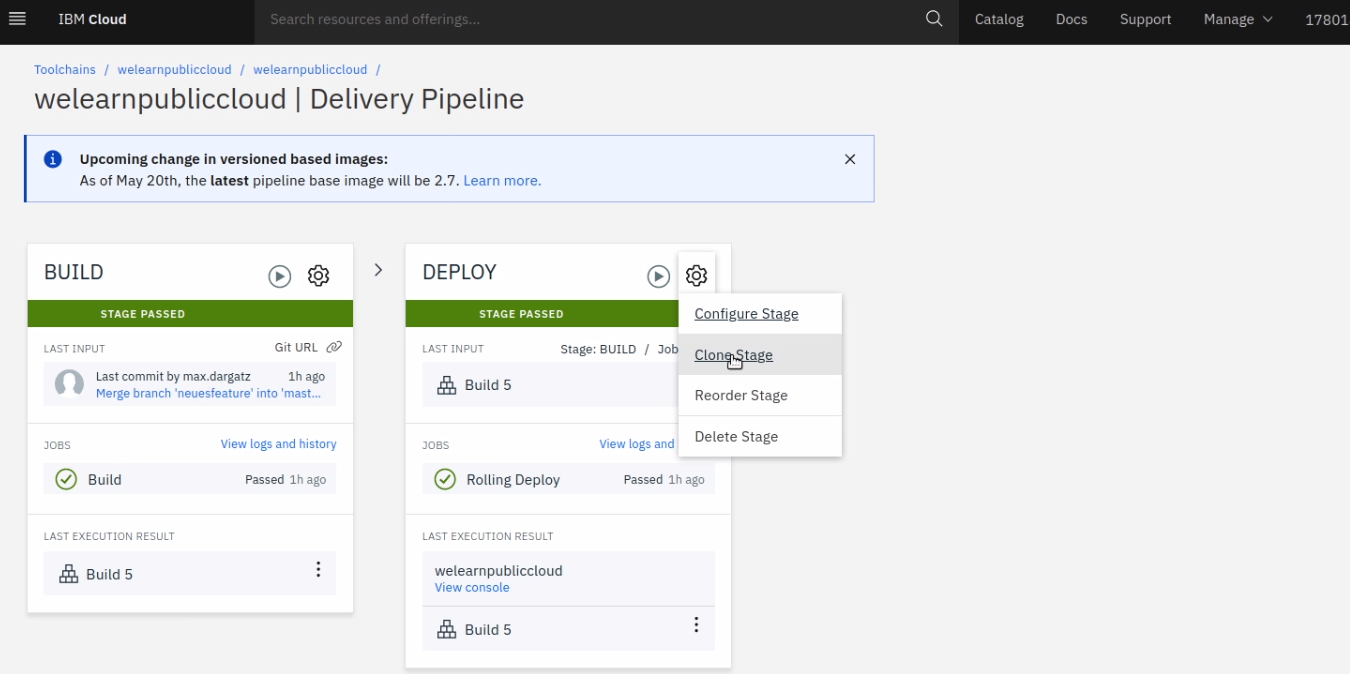 IBM Cloud
Search resources and offerings...
Catalog
Docs
Support
Manage
17801
Toolchains / welearnpubliccloud / welearnpubliccloud /
welearnpubliccloud | Delivery Pipeline
Upcoming change in versioned based images:
As of May 20th, the latest pipeline base image will be 2.7. Learn more.
BUILD
STAGE PASSED
LAST INPUT
Git URL
Last commit by max.dargatz 1h ago
Merge branch 'neuesfeature' into 'mast...
JOBS
View logs and history
Build
Passed 1h ago
LAST EXECUTION RESULT
Build 5
DEPLOY
STAGE PASSED
LAST INPUT
Stage: BUILD / Job
Build 5
JOBS
View logs and
Rolling Deploy
Passed 1h ago
LAST EXECUTION RESULT
welearnpubliccloud
View console
Build 5
Configure Stage
Clone Stage
Reorder Stage
Delete Stage